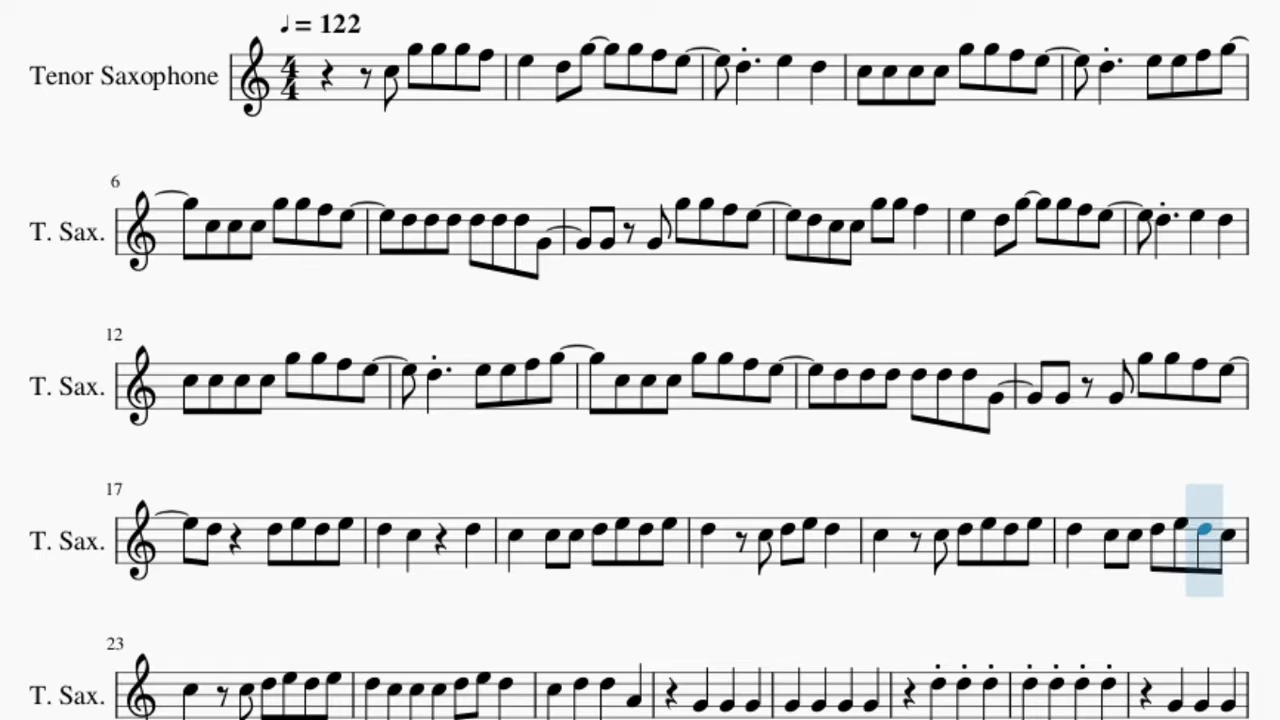 ♩ = 122
Tenor Saxophone
4
4
6
T. Sax.
12
T. Sax.
17
T. Sax.
23
T. Sax.